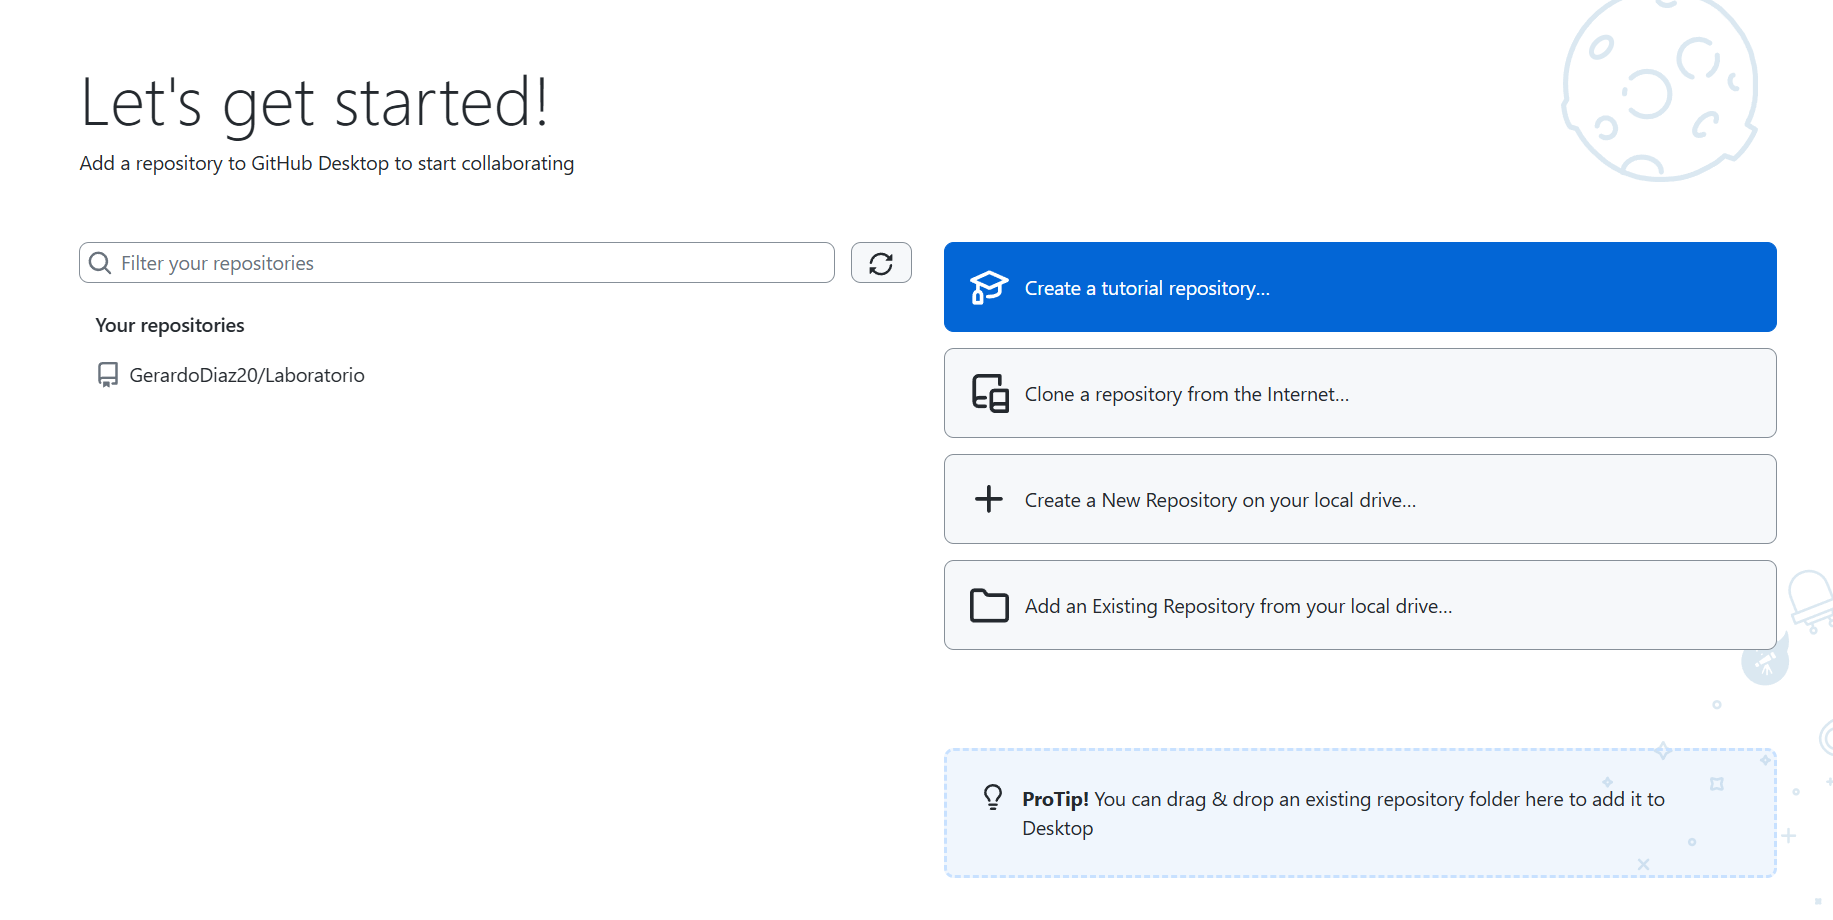 Let's get started!
Add a repository to GitHub Desktop to start collaborating
Filter your repositories
Your repositories
GerardoDiaz20/Laboratorio
Create a tutorial repository...
Clone a repository from the Internet...
Create a New Repository on your local drive...
Add an Existing Repository from your local drive...
ProTip! You can drag & drop an existing repository folder here to add it to
Desktop